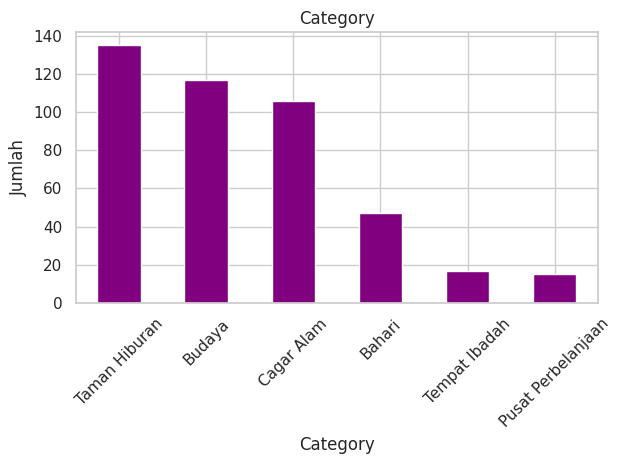 Category
140
120
100
80
60
40
20
0
Jumlah
Taman Hiburan
Budaya
Cagar Alam
Bahari
Tempat Ibadah
Pusat Perbelanjaan
Category